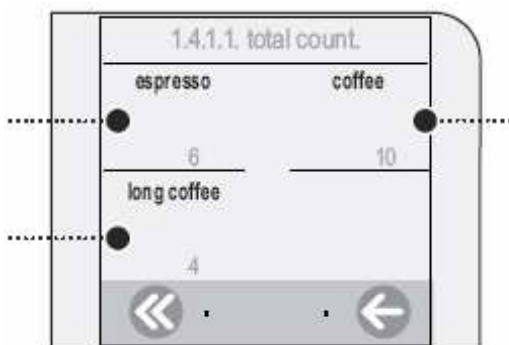 1.4.1.1. total count.
espresso coffee
6 10
long coffee
4